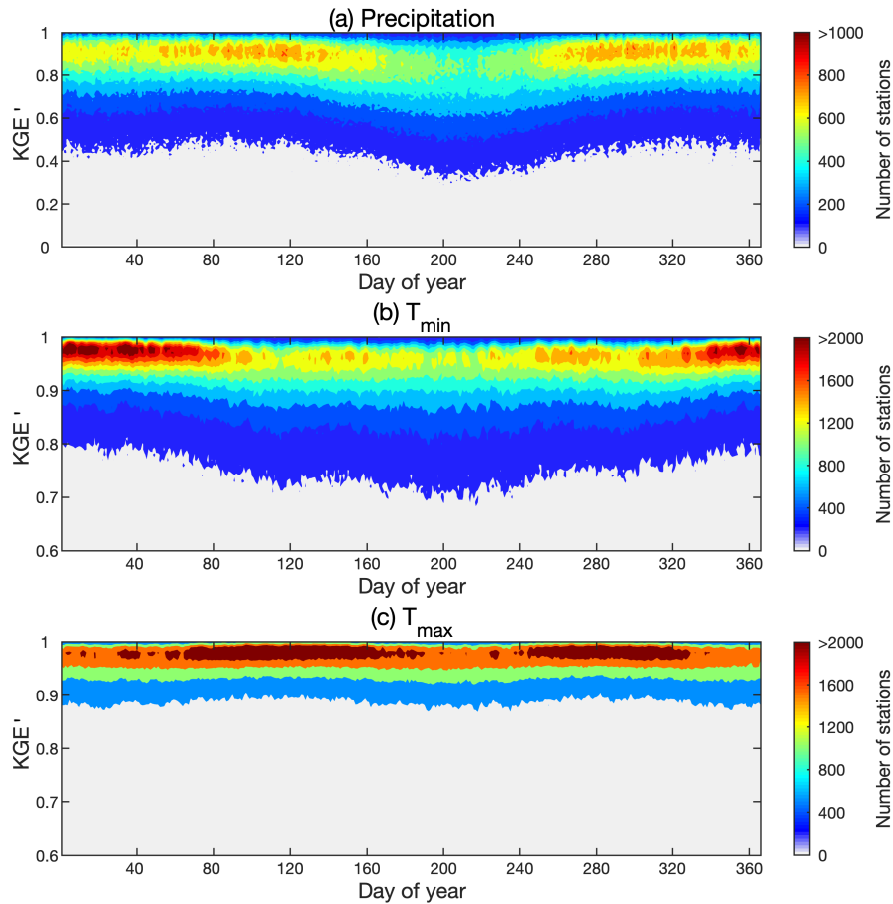 (a) Precipitation
1
0.8
0.6
0.4
0.2
0
KGE '
40 80 120 160 200 240 280 320 360
Day of year
>1000
800
600
400
200
0
Number of stations
(b) Tmin
1
0.9
0.8
0.7
0.6
KGE '
40 80 120 160 200 240 280 320 360
Day of year
>2000
1600
1200
800
400
0
Number of stations
(c) Tmax
1
0.9
0.8
0.7
0.6
KGE '
40 80 120 160 200 240 280 320 360
Day of year
>2000
1600
1200
800
400
0
Number of stations